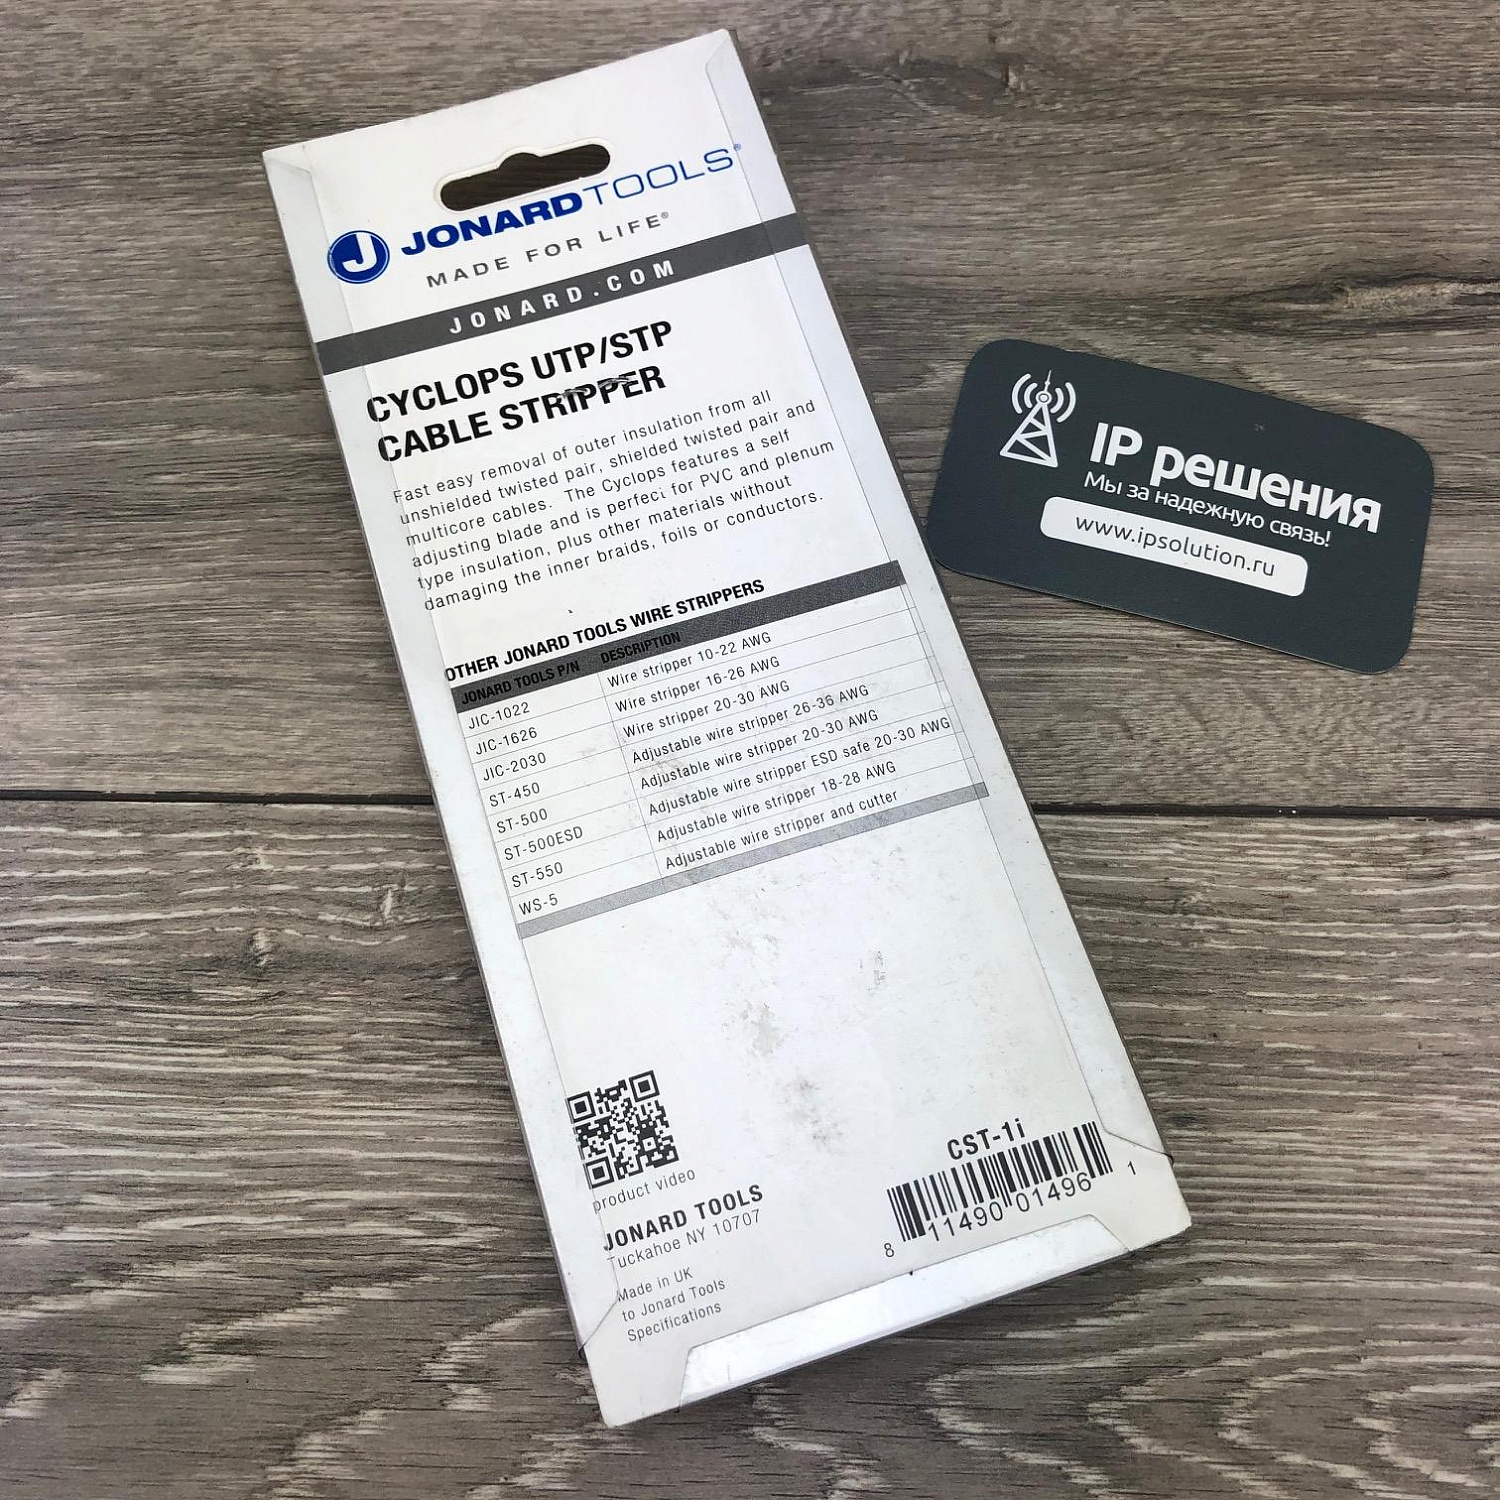 JONARD TOOLS®
MADE FOR LIFE®
JONARD.COM
CYCLOPS UTP/STP
CABLE STRIPPER
Fast easy removal of outer insulation from all
unshielded twisted pair, shielded twisted pair and
multicore cables. The Cyclops features a self
adjusting blade and is perfect for PVC and plenum
type insulation, plus other materials without
damaging the inner braids, foils or conductors.
OTHER JONARD TOOLS WIRE STRIPPERS
JONARD TOOLS P/N DESCRIPTION
JIC-1022 Wire stripper 10-22 AWG
JIC-1626 Wire stripper 16-26 AWG
JIC-2030 Wire stripper 20-30 AWG
ST-450 Adjustable wire stripper 26-36 AWG
ST-500 Adjustable wire stripper 20-30 AWG
ST-500ESD Adjustable wire stripper ESD safe 20-30 AWG
ST-550 Adjustable wire stripper 18-28 AWG
WS-5 Adjustable wire stripper and cutter
product video
JONARD TOOLS
Tuckahoe NY 10707
Made in UK
to Jonard Tools
Specifications
CST-1i
8 11490 01496 1
IP решения
Мы за надежную связь!
www.ipsolution.ru